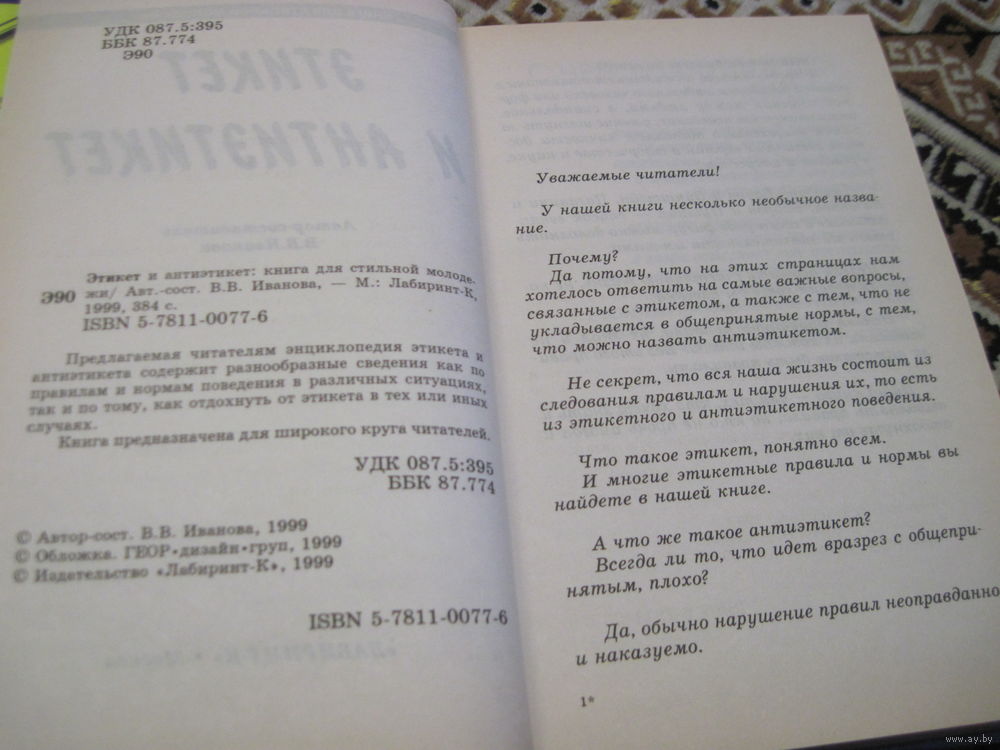 УДК 087.5:395
ББК 87.774
Э90
ЭТИКЕТ
И АНТИЭТИКЕТ
Автор-составитель
В.В.Иванова
Этикет и антиэтикет: книга для стильной молоде-
Э90 жи/ Авт.-сост. В.В. Иванова, — М.: Лабиринт-К,
1999, 384 с.
ISBN 5-7811-0077-6
Предлагаемая читателям энциклопедия этикета и
антиэтикета содержит разнообразные сведения как по
правилам и нормам поведения в различных ситуациях,
так и по тому, как отдохнуть от этикета в тех или иных
случаях.
Книга предназначена для широкого круга читателей.
УДК 087.5:395
ББК 87.774
© Автор-сост. В.В. Иванова, 1999
© Обложка. ГЕОР•дизайн•груп, 1999
© Издательство «Лабиринт-К», 1999
ISBN 5-7811-0077-6
Уважаемые читатели!
У нашей книги несколько необычное назва-
ние.
Почему?
Да потому, что на этих страницах нам
хотелось ответить на самые важные вопросы,
связанные с этикетом, а также с тем, что не
укладывается в общепринятые нормы, с тем,
что можно назвать антиэтикетом.
Не секрет, что вся наша жизнь состоит из
следования правилам и нарушения их, то есть
из этикетного и антиэтикетного поведения.
Что такое этикет, понятно всем.
И многие этикетные правила и нормы вы
найдете в нашей книге.
А что же такое антиэтикет?
Всегда ли то, что идет вразрез с общепри-
нятым, плохо?
Да, обычно нарушение правил неоправданно
и наказуемо.
1*
www.ay.by